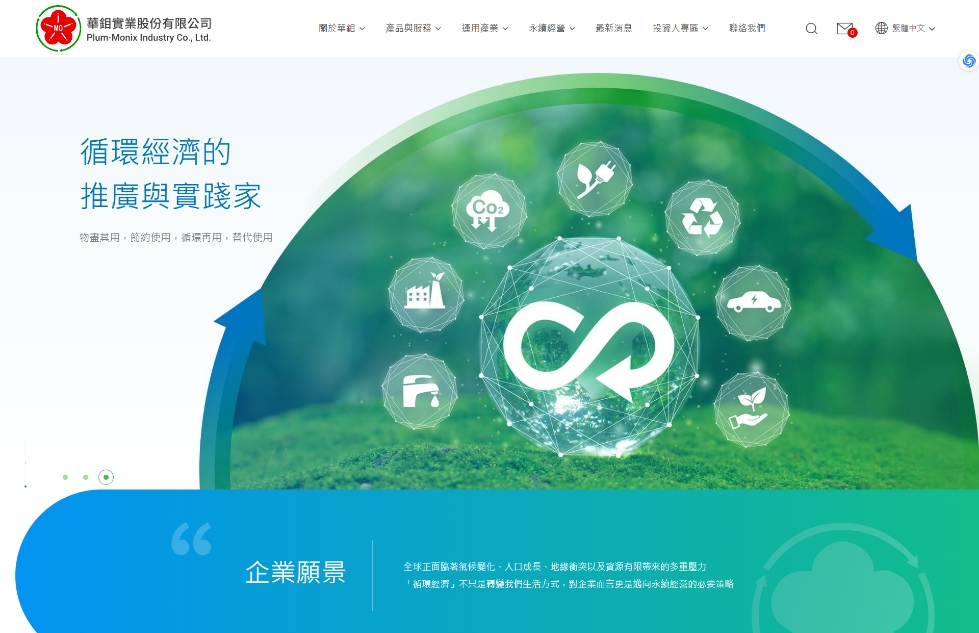 華鉬實業股份有限公司
Plum-Monix Industry Co., Ltd.
NO
關於華鉬
產品與服務
運用產業
永續經營
最新消息
投資人專區
聯絡我們
0
繁體中文
循環經濟的
推廣與實踐家
物盡其用，節約使用，循環再用，替代使用
CO2
企業願景
全球正面臨著氣候變化、人口成長、地緣衝突以及資源有限帶來的多重壓力
「循環經濟」不只是轉變我們生活方式，對企業而言更是邁向永續經營的必要策略